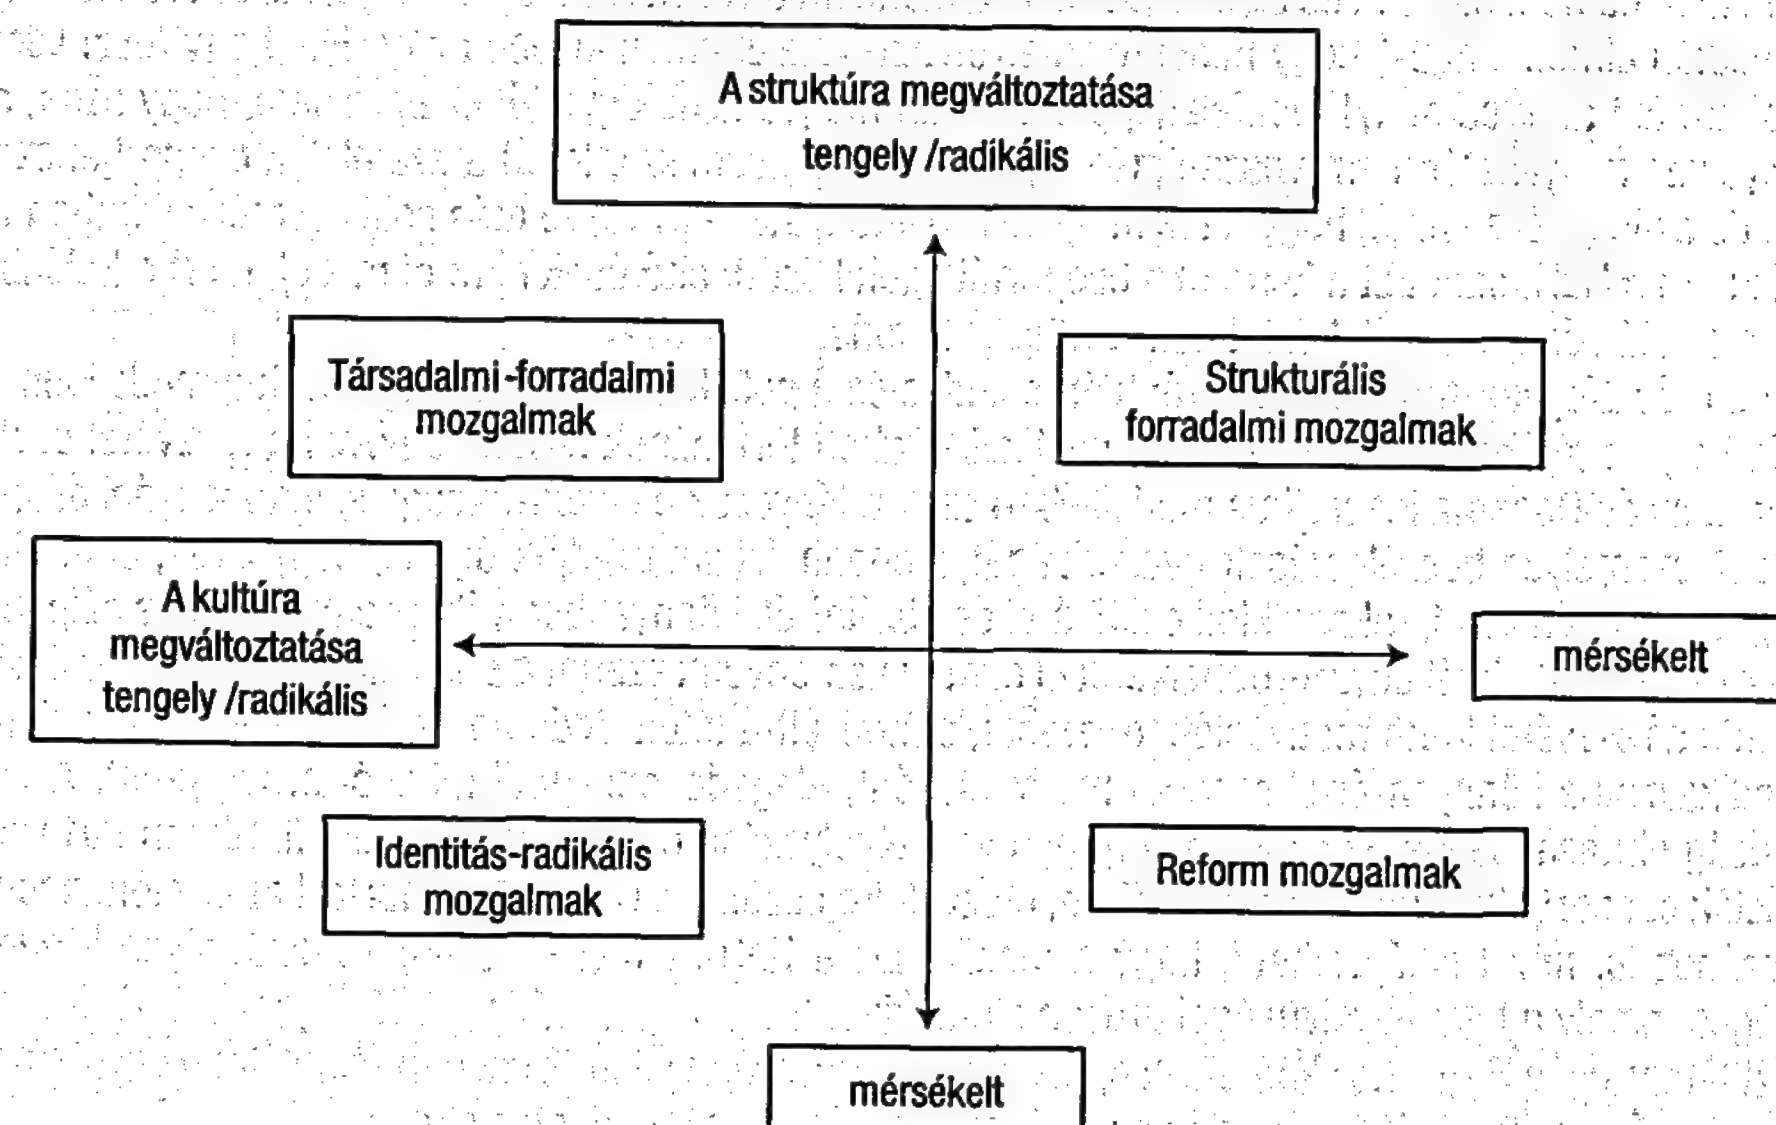 A struktúra megváltoztatása
tengely /radikális
Társadalmi-forradalmi
mozgalmak
Strukturális
forradalmi mozgalmak
A kultúra
megváltoztatása
tengely /radikális
mérsékelt
Identitás-radikális
mozgalmak
Reform mozgalmak
mérsékelt